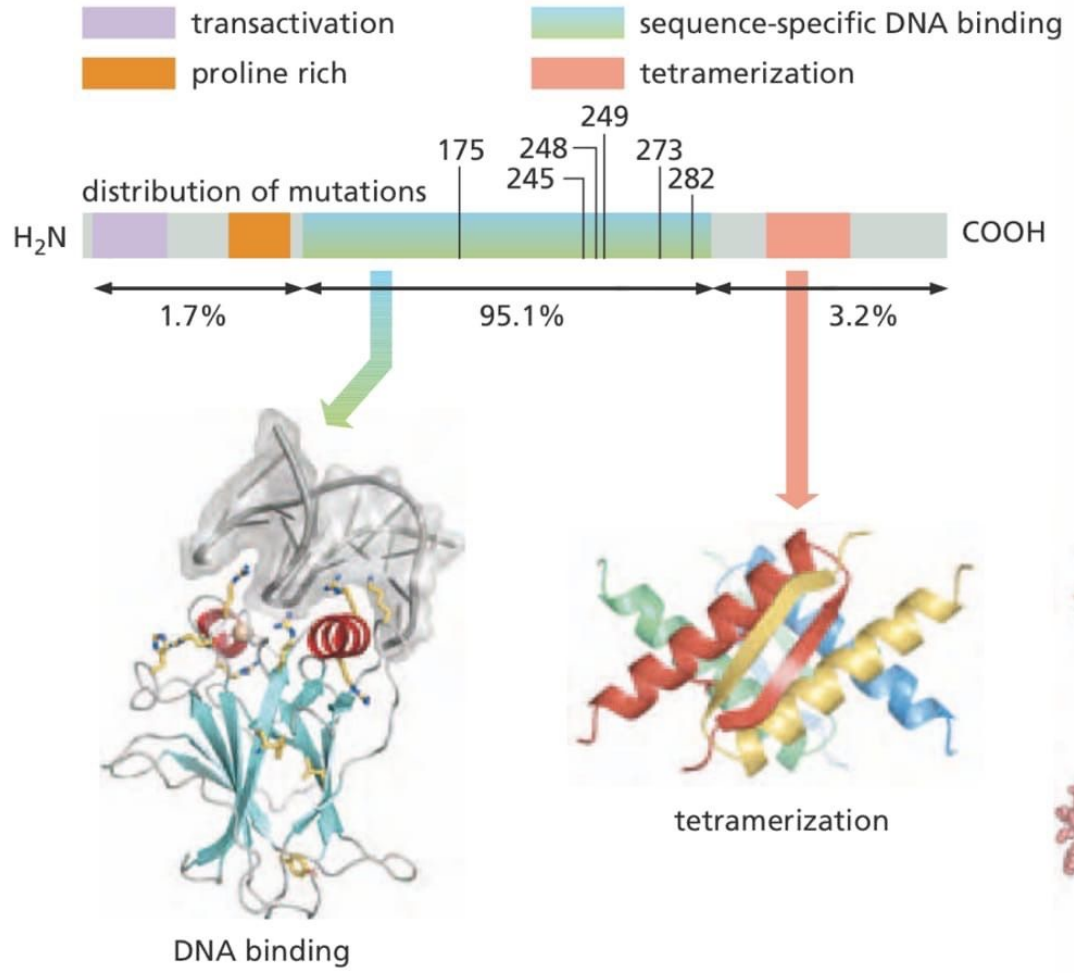 transactivation
sequence-specific DNA binding
proline rich
tetramerization
249
175
248
273
245
282
distribution of mutations
H₂N
COOH
1.7%
95.1%
3.2%
tetramerization
DNA binding